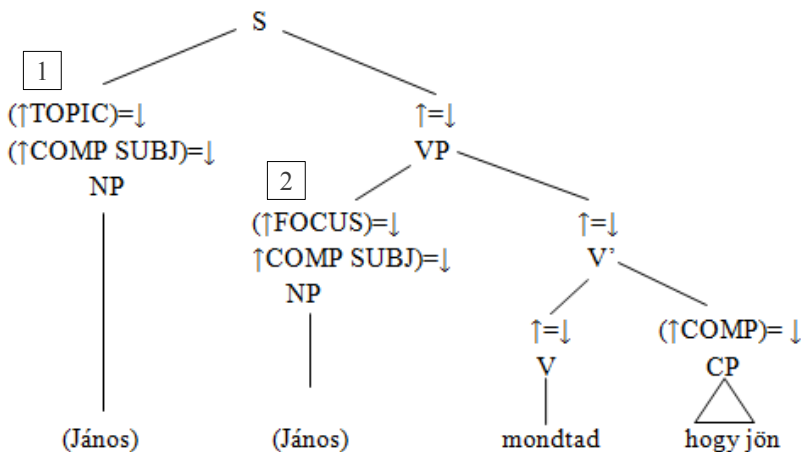 S
1
(↑TOPIC)=↓
(↑COMP SUBJ)=↓
NP
↑=↓
VP
2
(↑FOCUS)=↓
↑COMP SUBJ)=↓
NP
↑=↓
V’
↑=↓
V
(↑COMP)= ↓
CP
(János)
(János)
mondtad
hogy jön